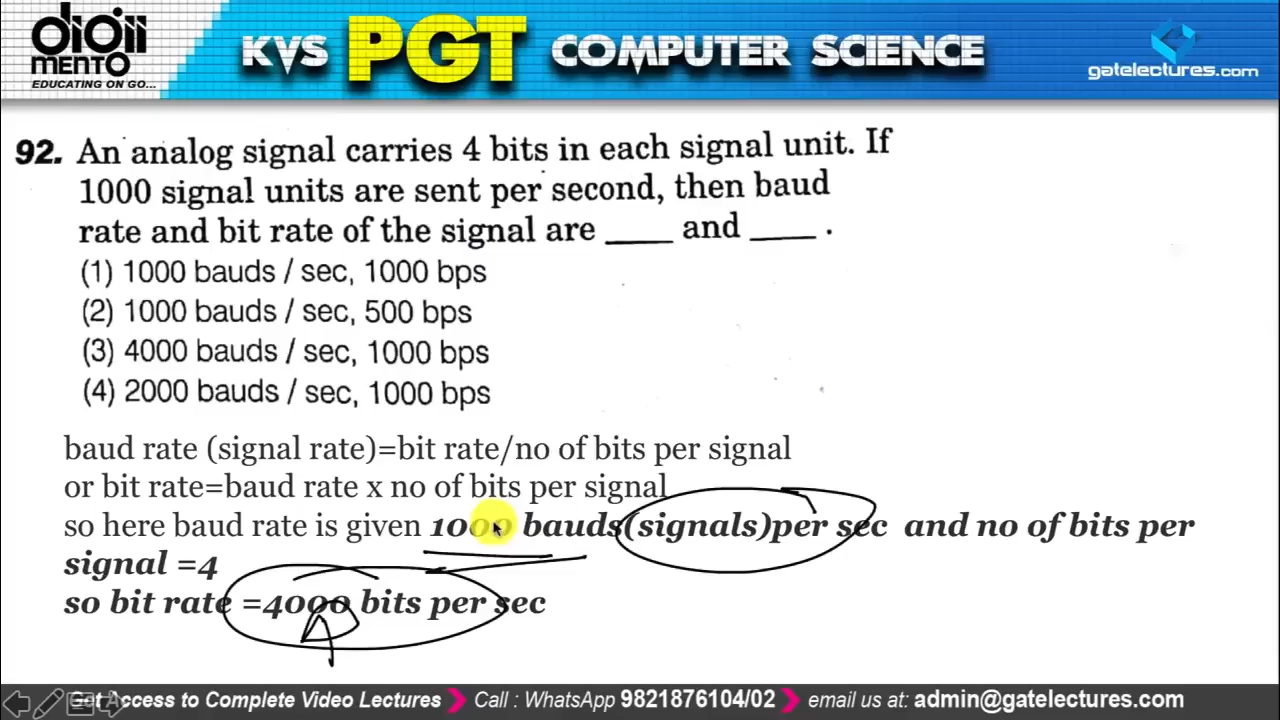 digii
MENTO
EDUCATING ON GO...
KVS PGT COMPUTER SCIENCE
gatelectures.com
92. An analog signal carries 4 bits in each signal unit. If
1000 signal units are sent per second, then baud
rate and bit rate of the signal are ____ and ____ .
(1) 1000 bauds / sec, 1000 bps
(2) 1000 bauds / sec, 500 bps
(3) 4000 bauds / sec, 1000 bps
(4) 2000 bauds / sec, 1000 bps
baud rate (signal rate)=bit rate/no of bits per signal
or bit rate=baud rate x no of bits per signal
so here baud rate is given 1000 bauds(signals)per sec and no of bits per
signal =4
so bit rate =4000 bits per sec
Get Access to Complete Video Lectures Call : WhatsApp 9821876104/02 email us at: admin@gatelectures.com